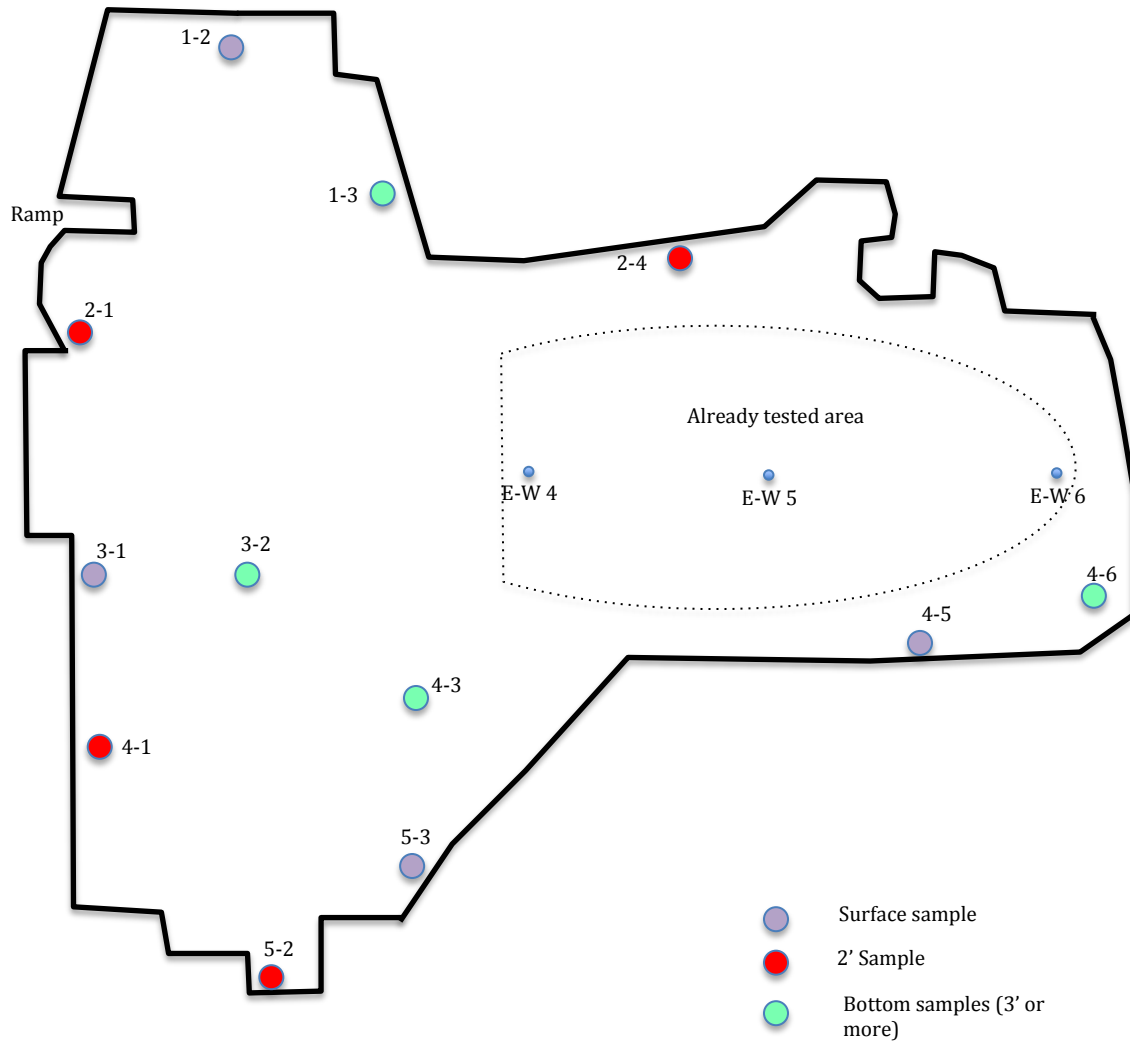 1-2
1-3
Ramp
2-4
2-1
Already tested area
E-W 4
E-W 5
E-W 6
3-1
3-2
4-6
4-5
4-3
4-1
5-3
5-2
Surface sample
2’ Sample
Bottom samples (3’ or
more)